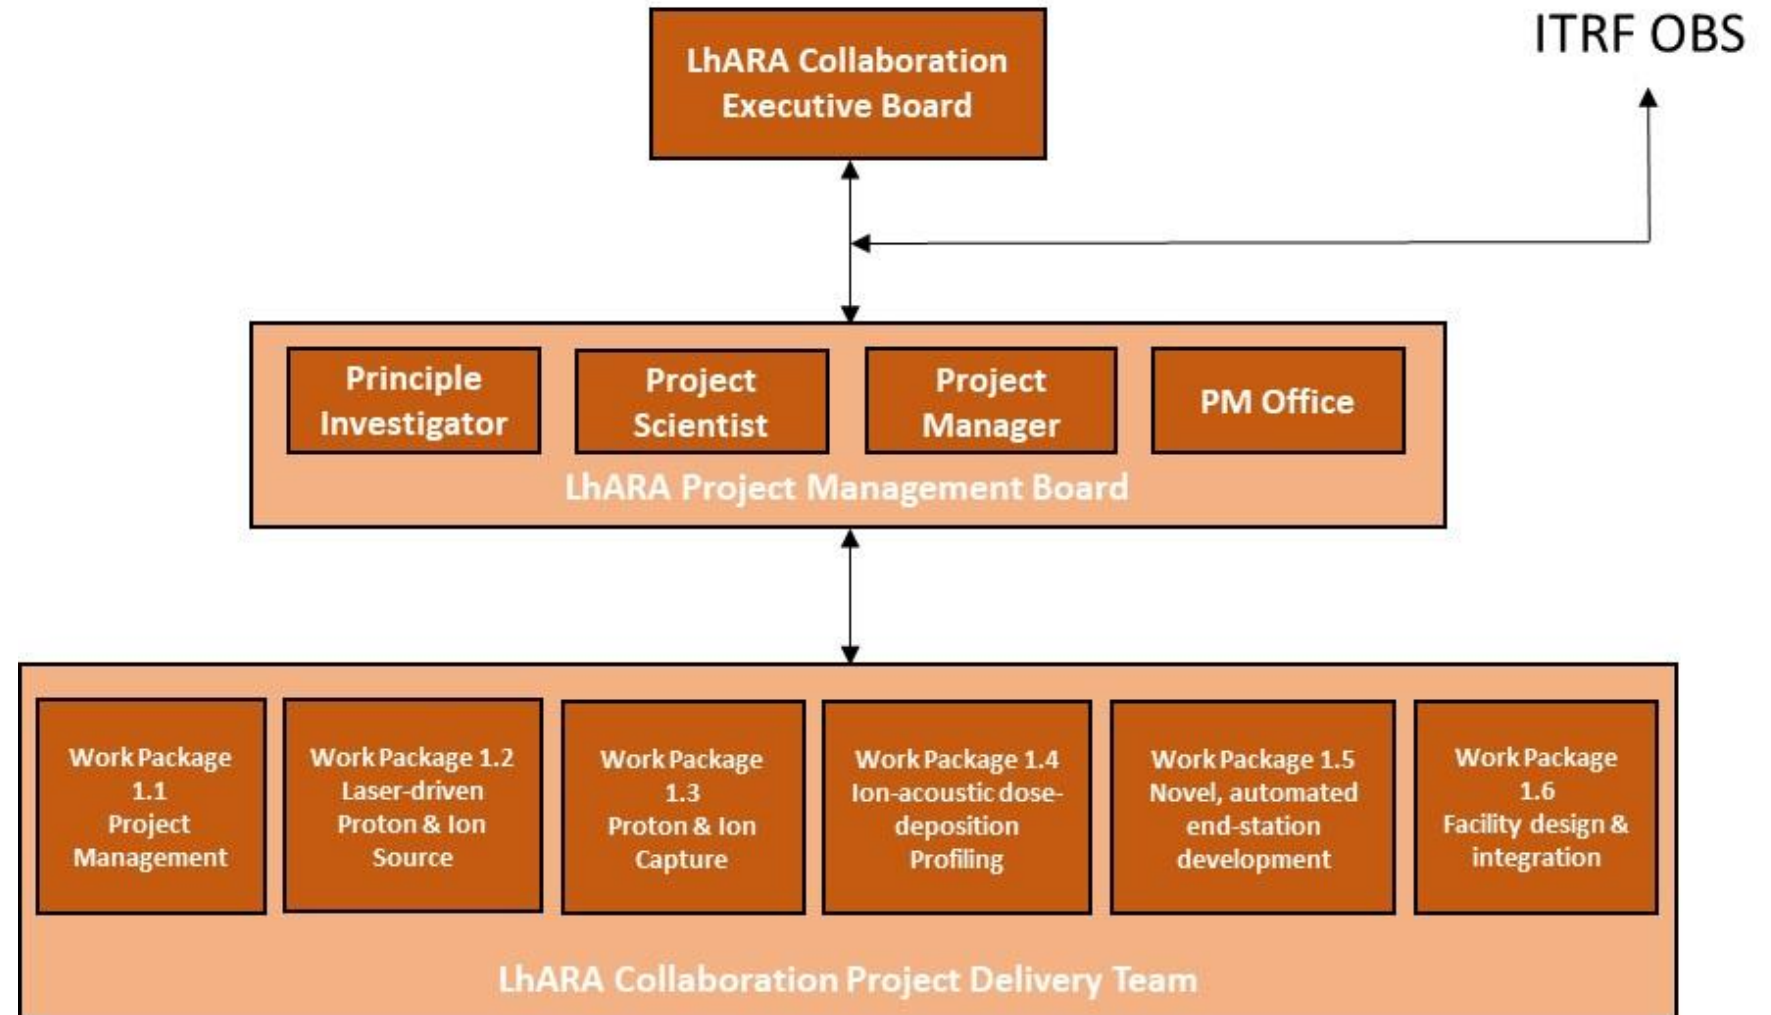 LhARA Collaboration
Executive Board
ITRF OBS
Principle
Investigator
Project
Scientist
Project
Manager
PM Office
LhARA Project Management Board
Work Package
1.1
Project
Management
Work Package 1.2
Laser-driven
Proton & Ion
Source
Work Package
1.3
Proton & Ion
Capture
Work Package 1.4
Ion-acoustic dose-
deposition
Profiling
Work Package 1.5
Novel, automated
end-station
development
Work Package
1.6
Facility design &
integration
LhARA Collaboration Project Delivery Team